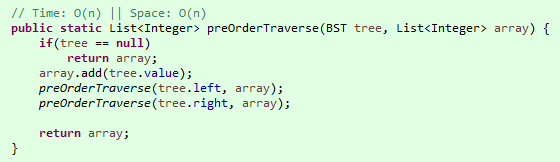 // Time: O(n) || Space: O(n)
public static List<Integer> preOrderTraverse(BST tree, List<Integer> array) {
    if(tree == null)
        return array;
    array.add(tree.value);
    preOrderTraverse(tree.left, array);
    preOrderTraverse(tree.right, array);

    return array;
}